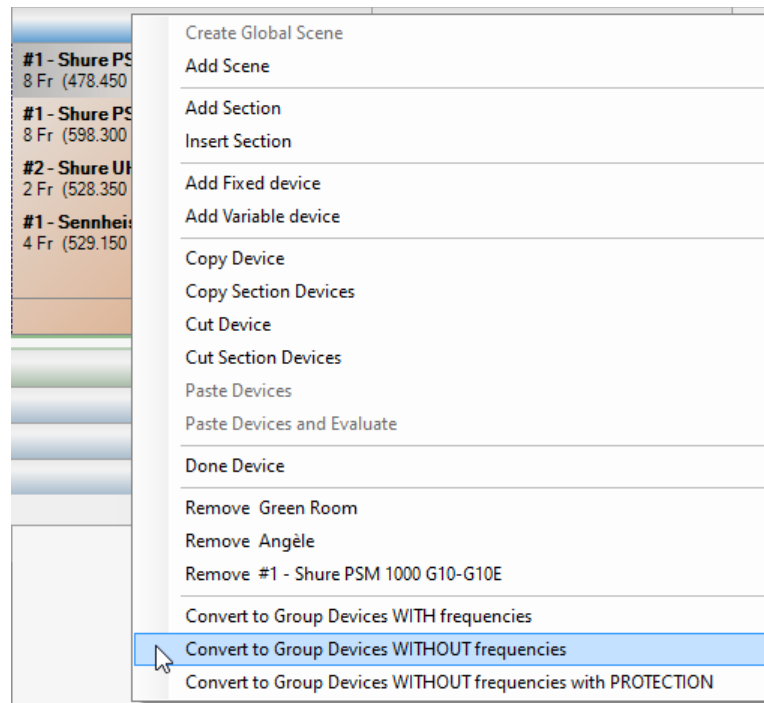 Create Global Scene
Add Scene
Add Section
Insert Section
Add Fixed device
Add Variable device
Copy Device
Copy Section Devices
Cut Device
Cut Section Devices
Paste Devices
Paste Devices and Evaluate
Done Device
Remove Green Room
Remove Angèle
Remove #1 - Shure PSM 1000 G10-G10E
Convert to Group Devices WITH frequencies
Convert to Group Devices WITHOUT frequencies
Convert to Group Devices WITHOUT frequencies with PROTECTION
#1 - Shure PS
8 Fr (478.450
#1 - Shure PS
8 Fr (598.300
#2 - Shure UH
2 Fr (528.350
#1 - Sennheis
4 Fr (529.150